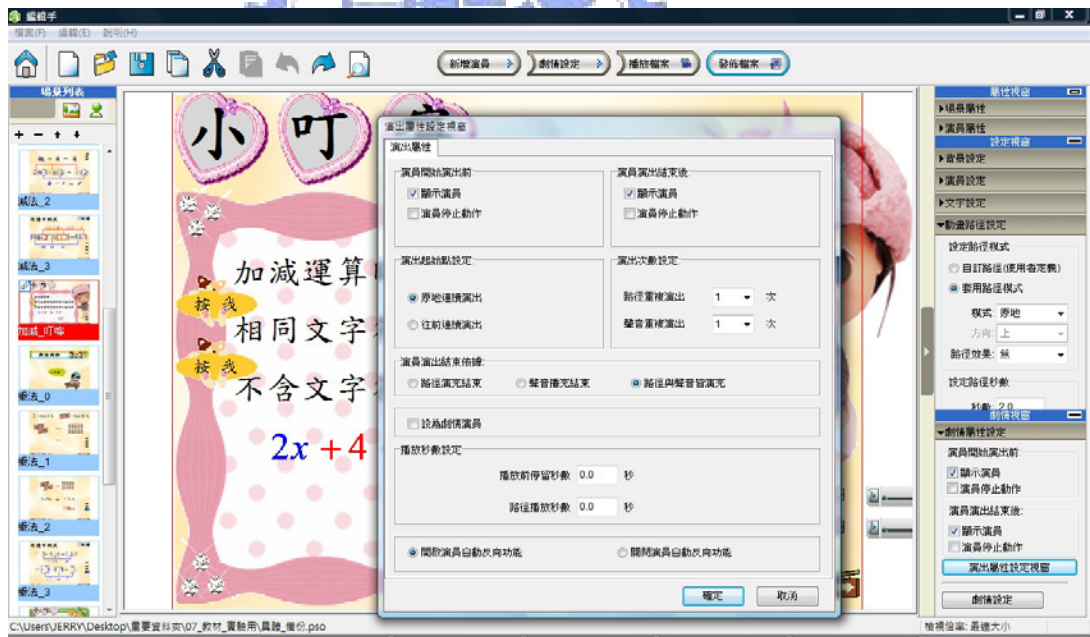 編輯手
檔案(F) 編輯(E) 說明(H)
新增演員
劇情設定
播放檔案
發佈檔案
場景列表
減法_2
減法_3
加減_叮嚀
乘法_0
乘法_1
乘法_2
乘法_3
小 叮
加減運算
按 我
相同文字
按 我
不含文字
2x + 4
演出屬性設定視窗
演出屬性
演員開始演出前
顯示演員
演員停止動作
演員演出結束後
顯示演員
演員停止動作
演出起始點設定
原地連續演出
往前連續演出
演出次數設定
路徑重複演出 1 次
聲音重複演出 1 次
演員演出結束依據
路徑演完結束 聲音播完結束 路徑與聲音皆演完
設為劇情演員
播放秒數設定
播放前停留秒數 0.0 秒
路徑播放秒數 0.0 秒
開啟演員自動反向功能 關閉演員自動反向功能
確定 取消
屬性視窗
場景屬性
演員屬性
設定視窗
背景設定
演員設定
文字設定
動畫路徑設定
設定路徑模式
自訂路徑(使用者定義)
套用路徑模式
模式: 原地
方向: 上
路徑效果: 無
設定路徑秒數
秒數: 2.0
劇情視窗
劇情屬性設定
演員開始演出前:
顯示演員
演員停止動作
演員演出結束後:
顯示演員
演員停止動作
演出屬性設定視窗
劇情設定
C:\Users\JERRY\Desktop\重要資料夾\07_教材_實驗用\具體_備份.pso
檢視倍率: 最適大小